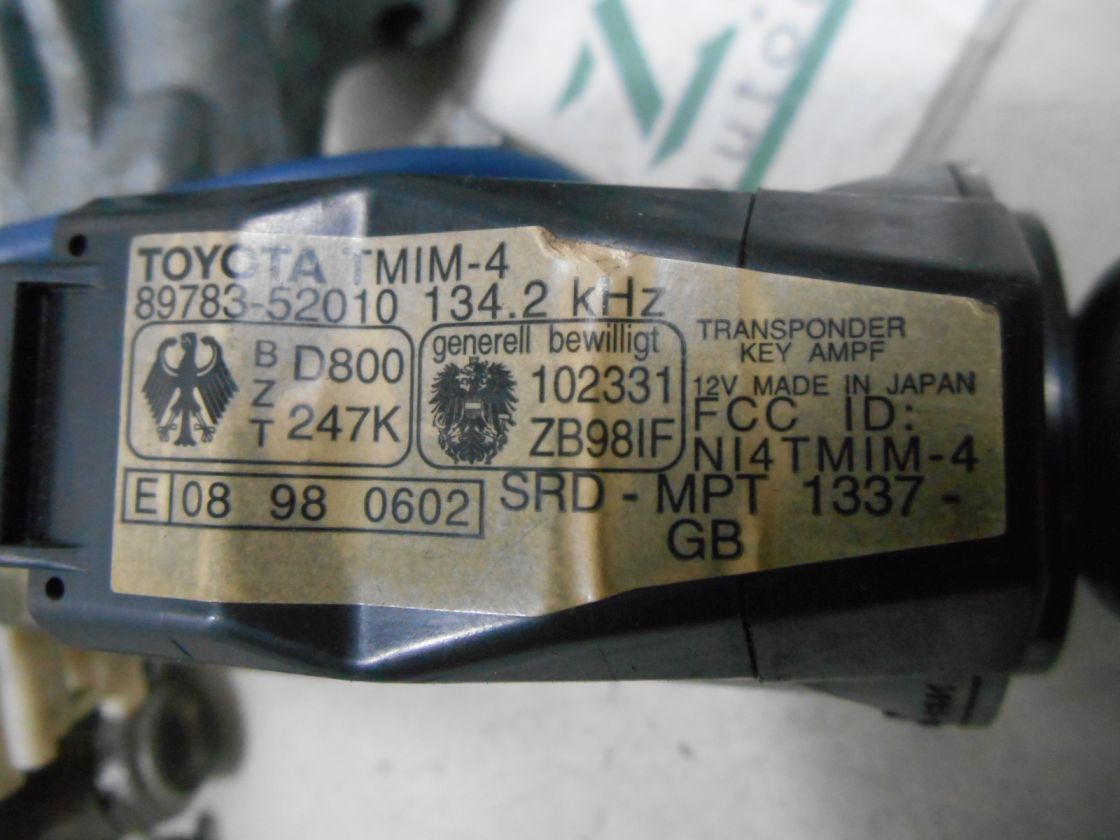 TOYOTA TMIM-4
89783-52010 134.2 kHz
BZT D800
247K
generell bewilligt
102331
ZB98IF
TRANSPONDER
KEY AMPF
12V MADE IN JAPAN
FCC ID:
NI4TMIM-4
E 08 98 0602
SRD - MPT 1337 -
GB